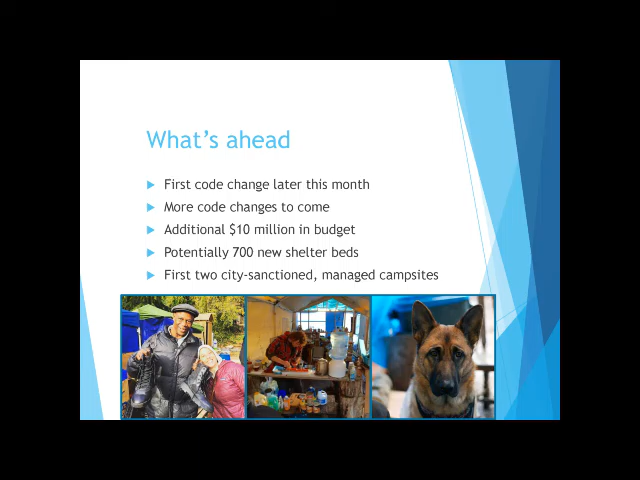 What's ahead
First code change later this month
More code changes to come
Additional $10 million in budget
Potentially 700 new shelter beds
First two city-sanctioned, managed campsites